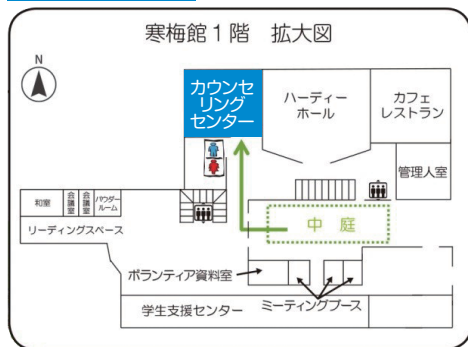 寒梅館１階　拡大図
N
カウンセ
リング
センター
ハーディー
ホール
カフェ
レストラン
管理人室
和室
会議室
会議室
パウダー
ルーム
リーディングスペース
中 庭
ボランティア資料室
ミーティングブース
学生支援センター